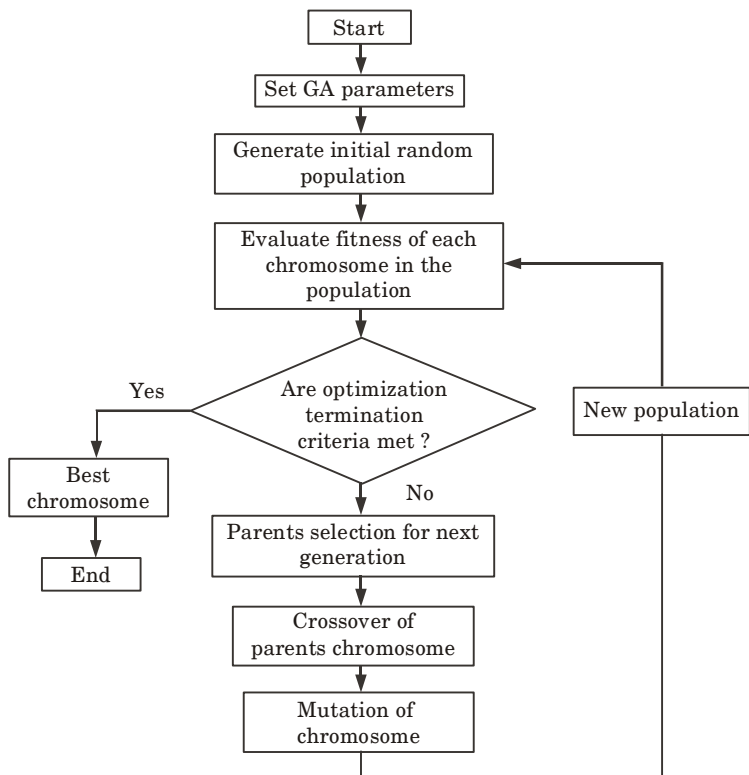 Start
Set GA parameters
Generate initial random
population
Evaluate fitness of each
chromosome in the
population
Yes
Are optimization
termination
criteria met ?
New population
Best
chromosome
No
Parents selection for next
generation
End
Crossover of
parents chromosome
Mutation of
chromosome